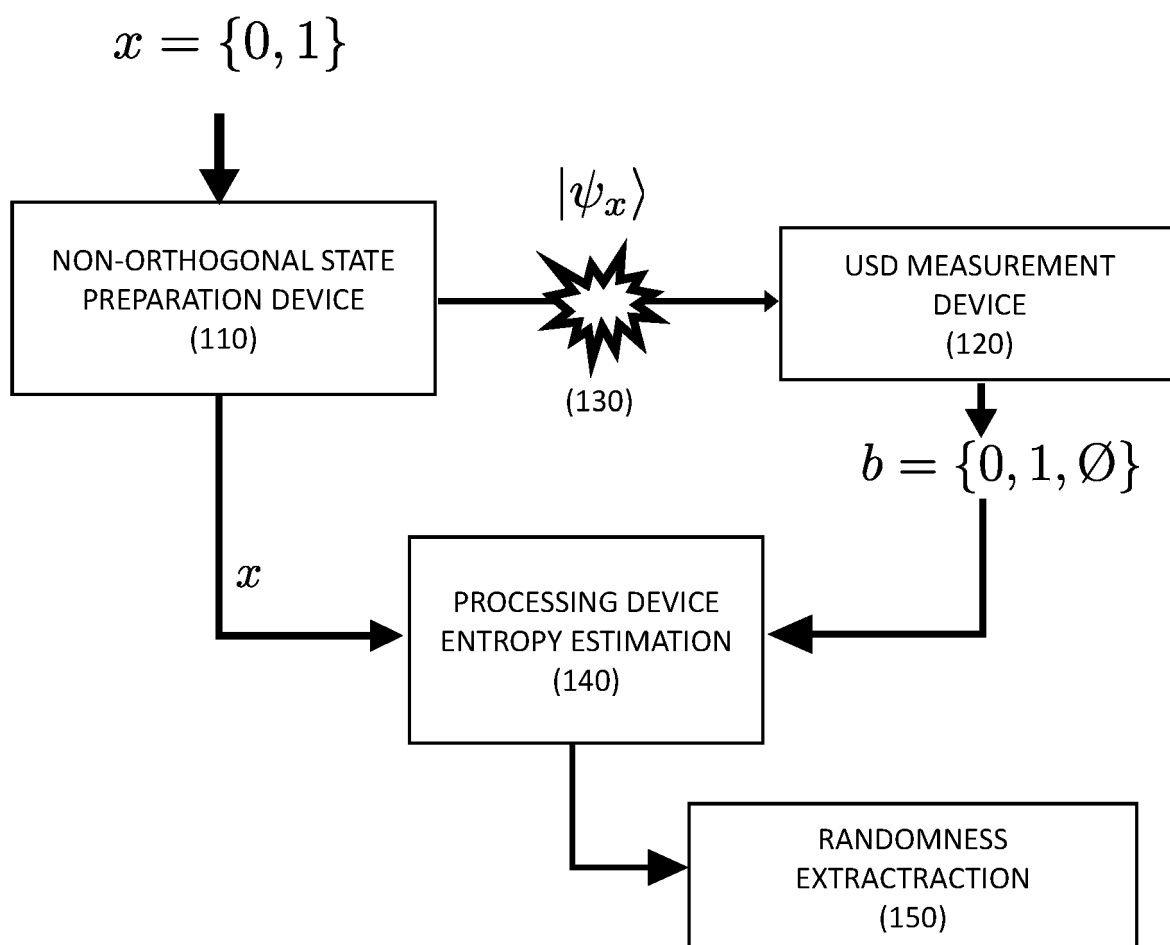 x = {0, 1}
|ψₓ⟩
NON-ORTHOGONAL STATE
PREPARATION DEVICE
(110)
(130)
USD MEASUREMENT
DEVICE
(120)
b = {0, 1, Ø}
x
PROCESSING DEVICE
ENTROPY ESTIMATION
(140)
RANDOMNESS
EXTRACTRACTION
(150)